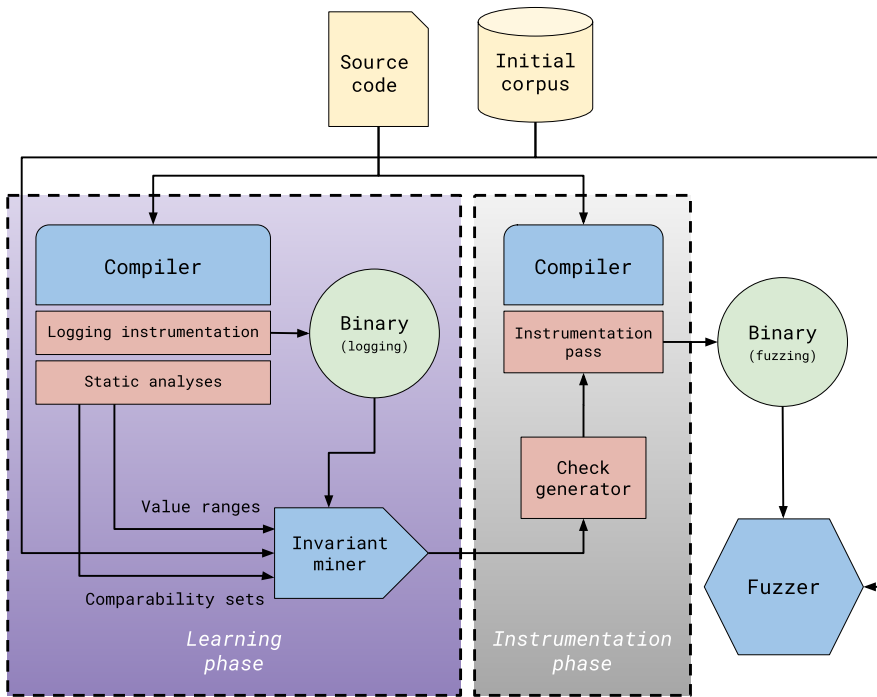 Source
code
Initial
corpus
Compiler
Logging instrumentation
Static analyses
Binary
(logging)
Value ranges
Comparability sets
Invariant
miner
Learning
phase
Compiler
Instrumentation
pass
Check
generator
Instrumentation
phase
Binary
(fuzzing)
Fuzzer